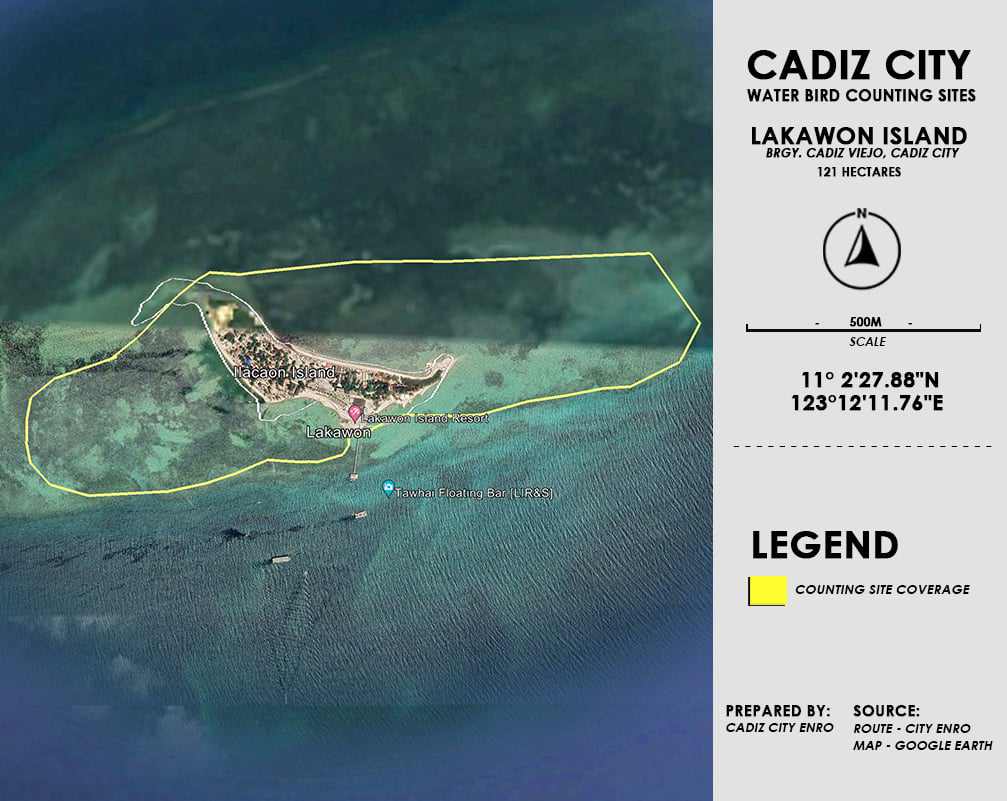 CADIZ CITY
WATER BIRD COUNTING SITES
LAKAWON ISLAND
BRGY. CADIZ VIEJO, CADIZ CITY
121 HECTARES
N
- 500M -
SCALE
11° 2'27.88"N
123°12'11.76"E
LEGEND
COUNTING SITE COVERAGE
PREPARED BY:
CADIZ CITY ENRO
SOURCE:
ROUTE - CITY ENRO
MAP - GOOGLE EARTH
Ilacaon Island
Lakawon Island Resort
Lakawon
Tawhai Floating Bar [LIR&S]